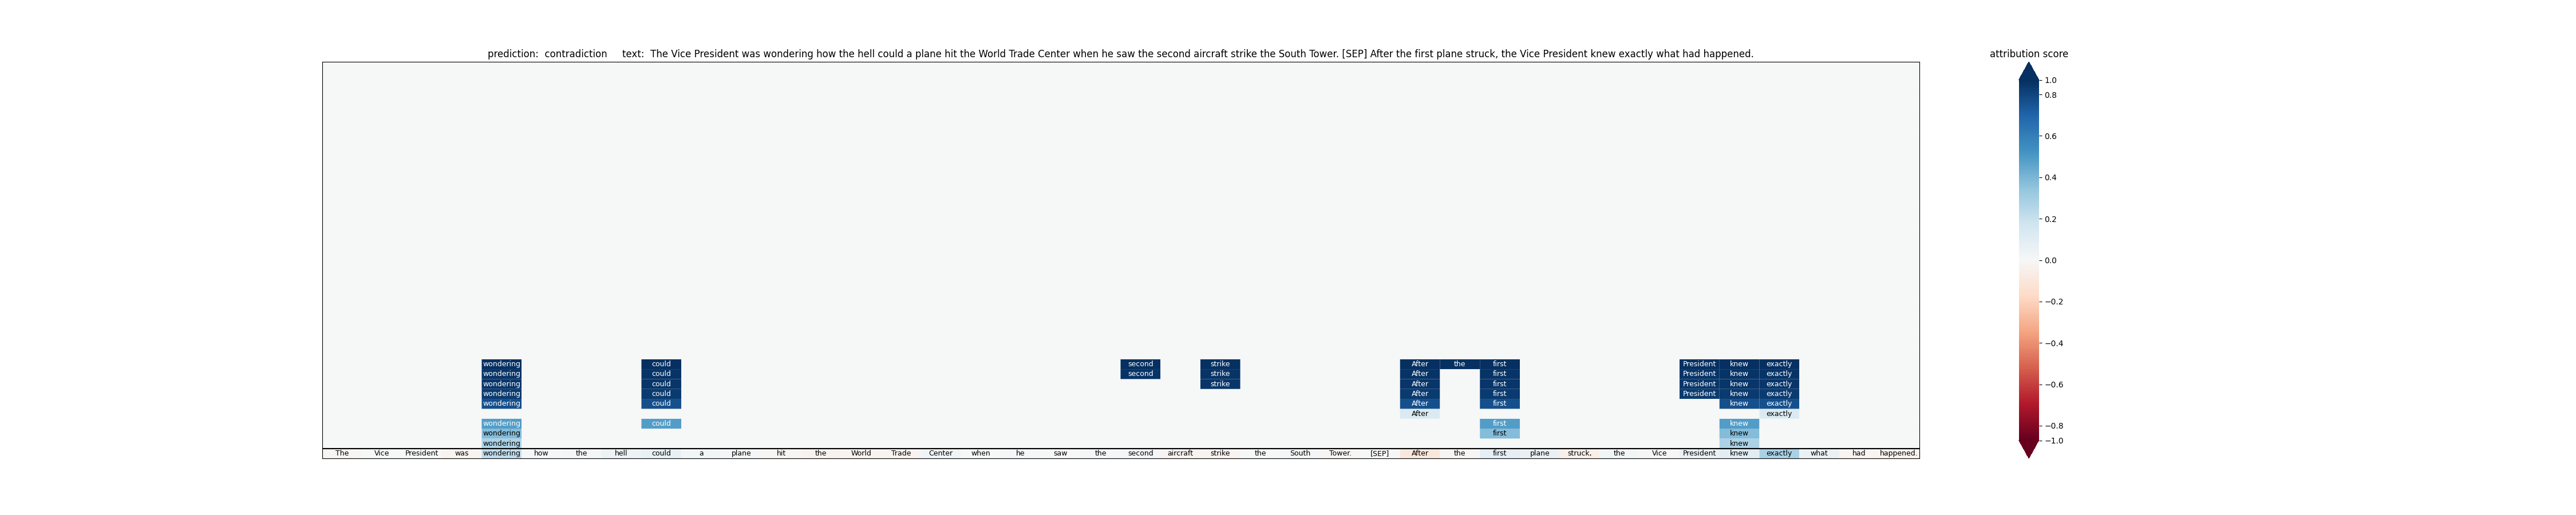 prediction:  contradiction     text:  The Vice President was wondering how the hell could a plane hit the World Trade Center when he saw the second aircraft strike the South Tower. [SEP] After the first plane struck, the Vice President knew exactly what had happened.
attribution score
1.0
0.8
0.6
0.4
0.2
0.0
−0.2
−0.4
−0.6
−0.8
−1.0
wondering could second strike After the first President knew exactly
wondering could second strike After first President knew exactly
wondering could strike After first President knew exactly
wondering could After first President knew exactly
wondering could After first knew exactly
After exactly
wondering could first knew
wondering first knew
wondering knew
The Vice President was wondering how the hell could a plane hit the World Trade Center when he saw the second aircraft strike the South Tower. [SEP] After the first plane struck, the Vice President knew exactly what had happened.